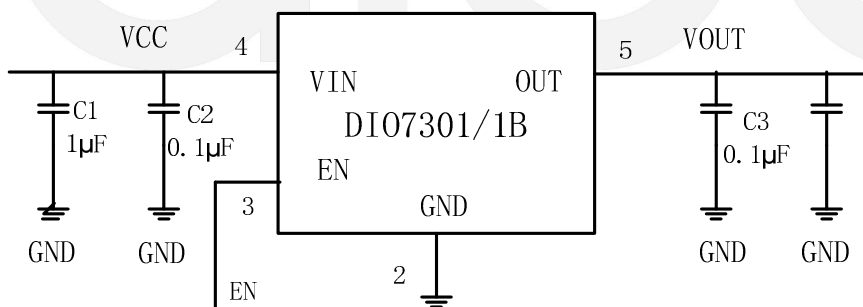 VCC
4
5
VOUT
VIN
OUT
C1
1μF
C2
0.1μF
DIO7301/1B
C3
0.1μF
EN
3
GND
GND
GND
GND
GND
2
EN